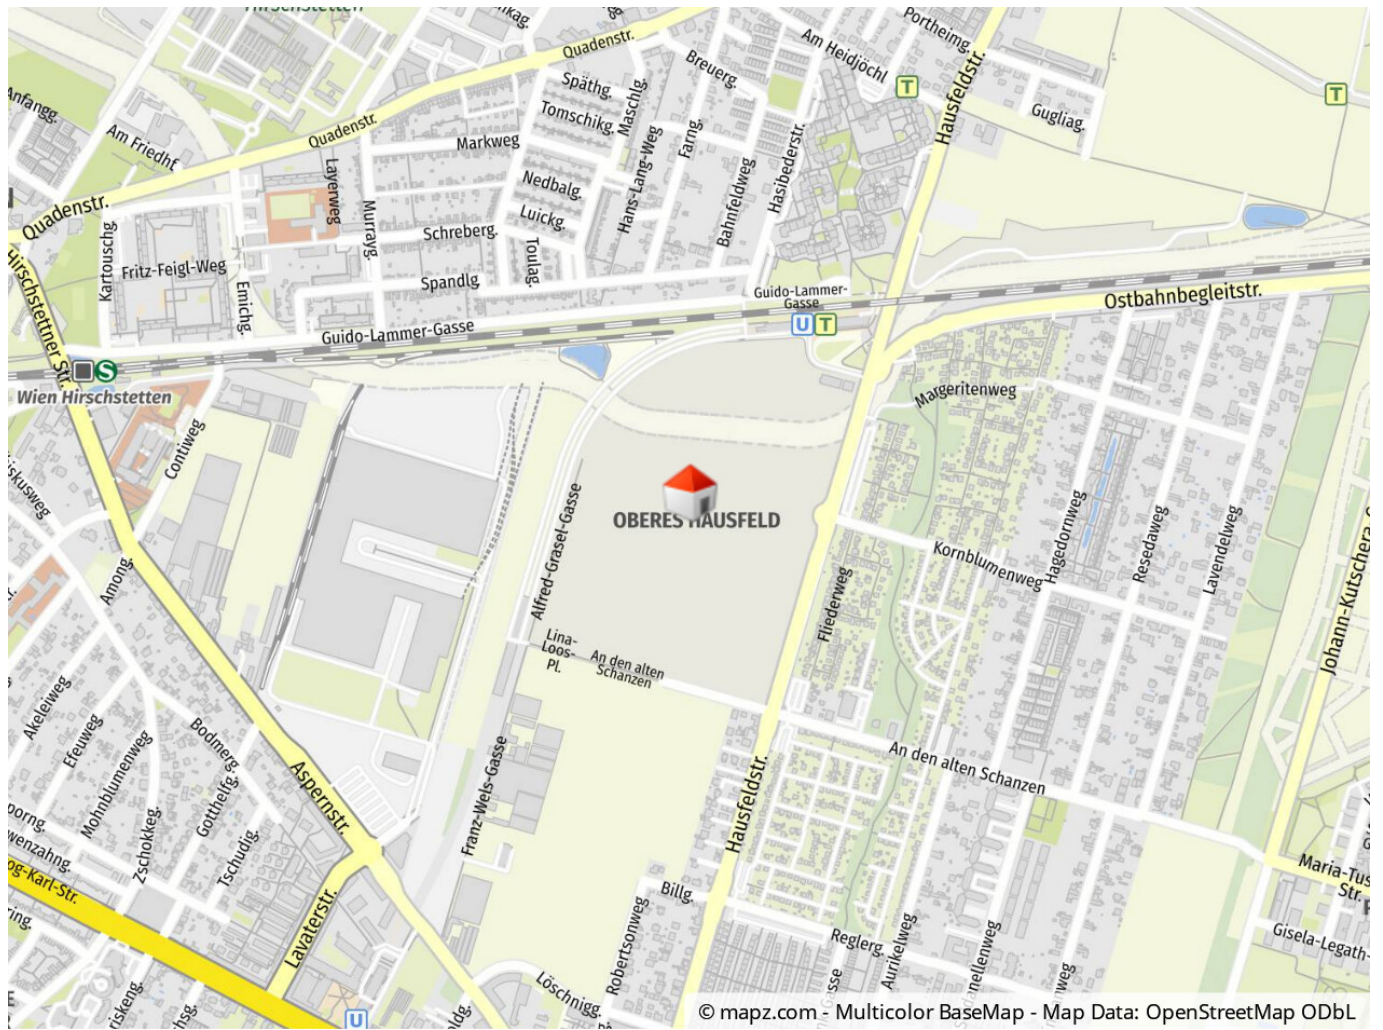 Hirschstetten
Quadenstr.
Portheimg.
Am Heidjöchl
Breuerg.
Hausfeldstr.
T
T
Späthg.
Maschlg.
Anfangg.
Tomschikg.
Gugliag.
Am Friedhf.
Quadenstr.
Markweg
Farng.
Hans-Lang-Weg
Hasibederstr.
Bahnfeldweg
Layerweg
Nedbalg.
Quadenstr.
Murrayg.
Luickg.
Kartouschg.
Schreberg.
Toulag.
Fritz-Feigl-Weg
Hirschstettner Str.
Emichg.
Spandlg.
Guido-Lammer-
Gasse
Ostbahnbegleitstr.
Guido-Lammer-Gasse
U T
S
Wien Hirschstetten
Margeritenweg
Contiweg
OBERES HAUSFELD
Alfred-Grasel-Gasse
Hagedornweg
Resedaweg
Lavendelweg
Kornblumenweg
Among.
Fliederweg
Johann-Kutschera-G
Lina-
Loos-
Pl.
An den alten
Schanzen
Akeleiweg
Efeuweg
Bodmerg.
Mohnblumenweg
An den alten Schanzen
Franz-Wels-Gasse
Aspernstr.
Gotthelfg.
Hausfeldstr.
Zschokkeg.
Tschudig.
Maria-Tus
Str.
Billg.
Lavaterstr.
Robertsonweg
Reglerg.
Aurikelweg
Gisela-Legath-
Löschnigg.
U
© mapz.com - Multicolor BaseMap - Map Data: OpenStreetMap ODbL